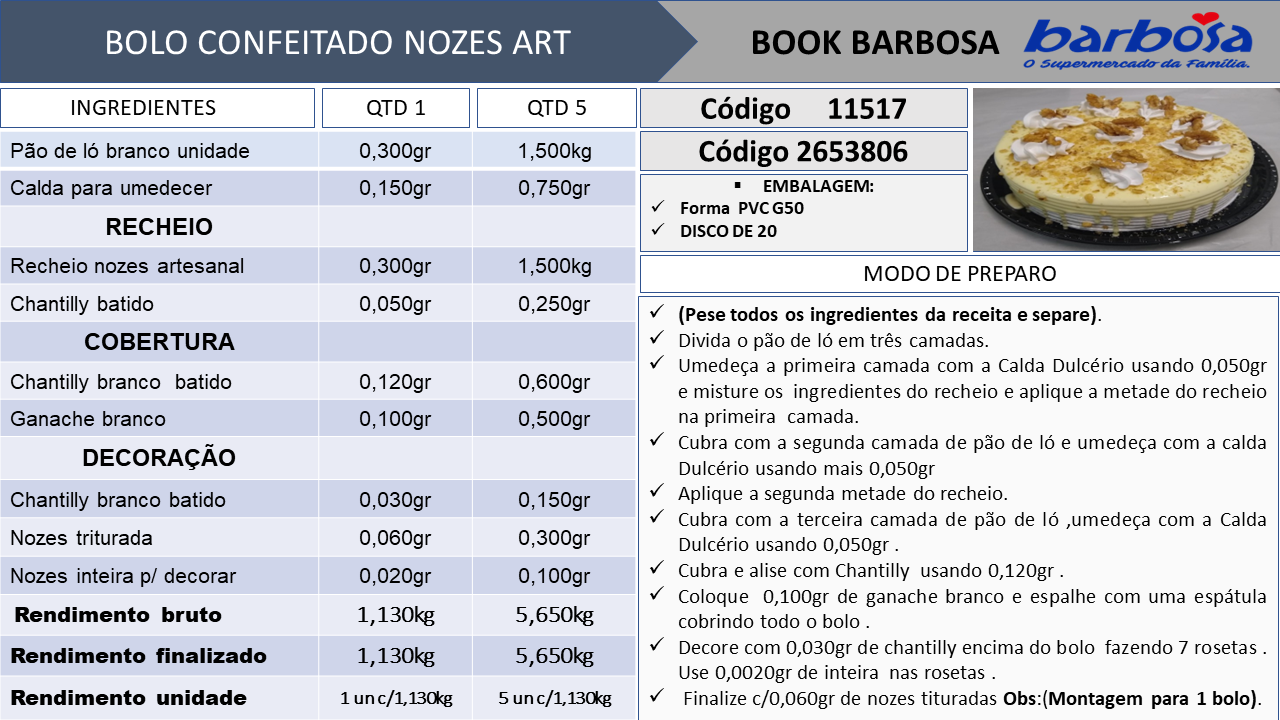 BOLO CONFEITADO NOZES ART
BOOK BARBOSA
barbosa
O Supermercado da Família.
INGREDIENTES QTD 1 QTD 5
Pão de ló branco unidade 0,300gr 1,500kg
Calda para umedecer 0,150gr 0,750gr
RECHEIO
Recheio nozes artesanal 0,300gr 1,500kg
Chantilly batido 0,050gr 0,250gr
COBERTURA
Chantilly branco batido 0,120gr 0,600gr
Ganache branco 0,100gr 0,500gr
DECORAÇÃO
Chantilly branco batido 0,030gr 0,150gr
Nozes triturada 0,060gr 0,300gr
Nozes inteira p/ decorar 0,020gr 0,100gr
Rendimento bruto 1,130kg 5,650kg
Rendimento finalizado 1,130kg 5,650kg
Rendimento unidade 1 un c/1,130kg 5 un c/1,130kg
Código 11517
Código 2653806
▪ EMBALAGEM:
✓ Forma PVC G50
✓ DISCO DE 20
MODO DE PREPARO
✓ (Pese todos os ingredientes da receita e separe).
✓ Divida o pão de ló em três camadas.
✓ Umedeça a primeira camada com a Calda Dulcério usando 0,050gr
e misture os ingredientes do recheio e aplique a metade do recheio
na primeira camada.
✓ Cubra com a segunda camada de pão de ló e umedeça com a calda
Dulcério usando mais 0,050gr
✓ Aplique a segunda metade do recheio.
✓ Cubra com a terceira camada de pão de ló ,umedeça com a Calda
Dulcério usando 0,050gr .
✓ Cubra e alise com Chantilly usando 0,120gr .
✓ Coloque 0,100gr de ganache branco e espalhe com uma espátula
cobrindo todo o bolo .
✓ Decore com 0,030gr de chantilly encima do bolo fazendo 7 rosetas .
Use 0,0020gr de inteira nas rosetas .
✓ Finalize c/0,060gr de nozes tituradas Obs:(Montagem para 1 bolo).